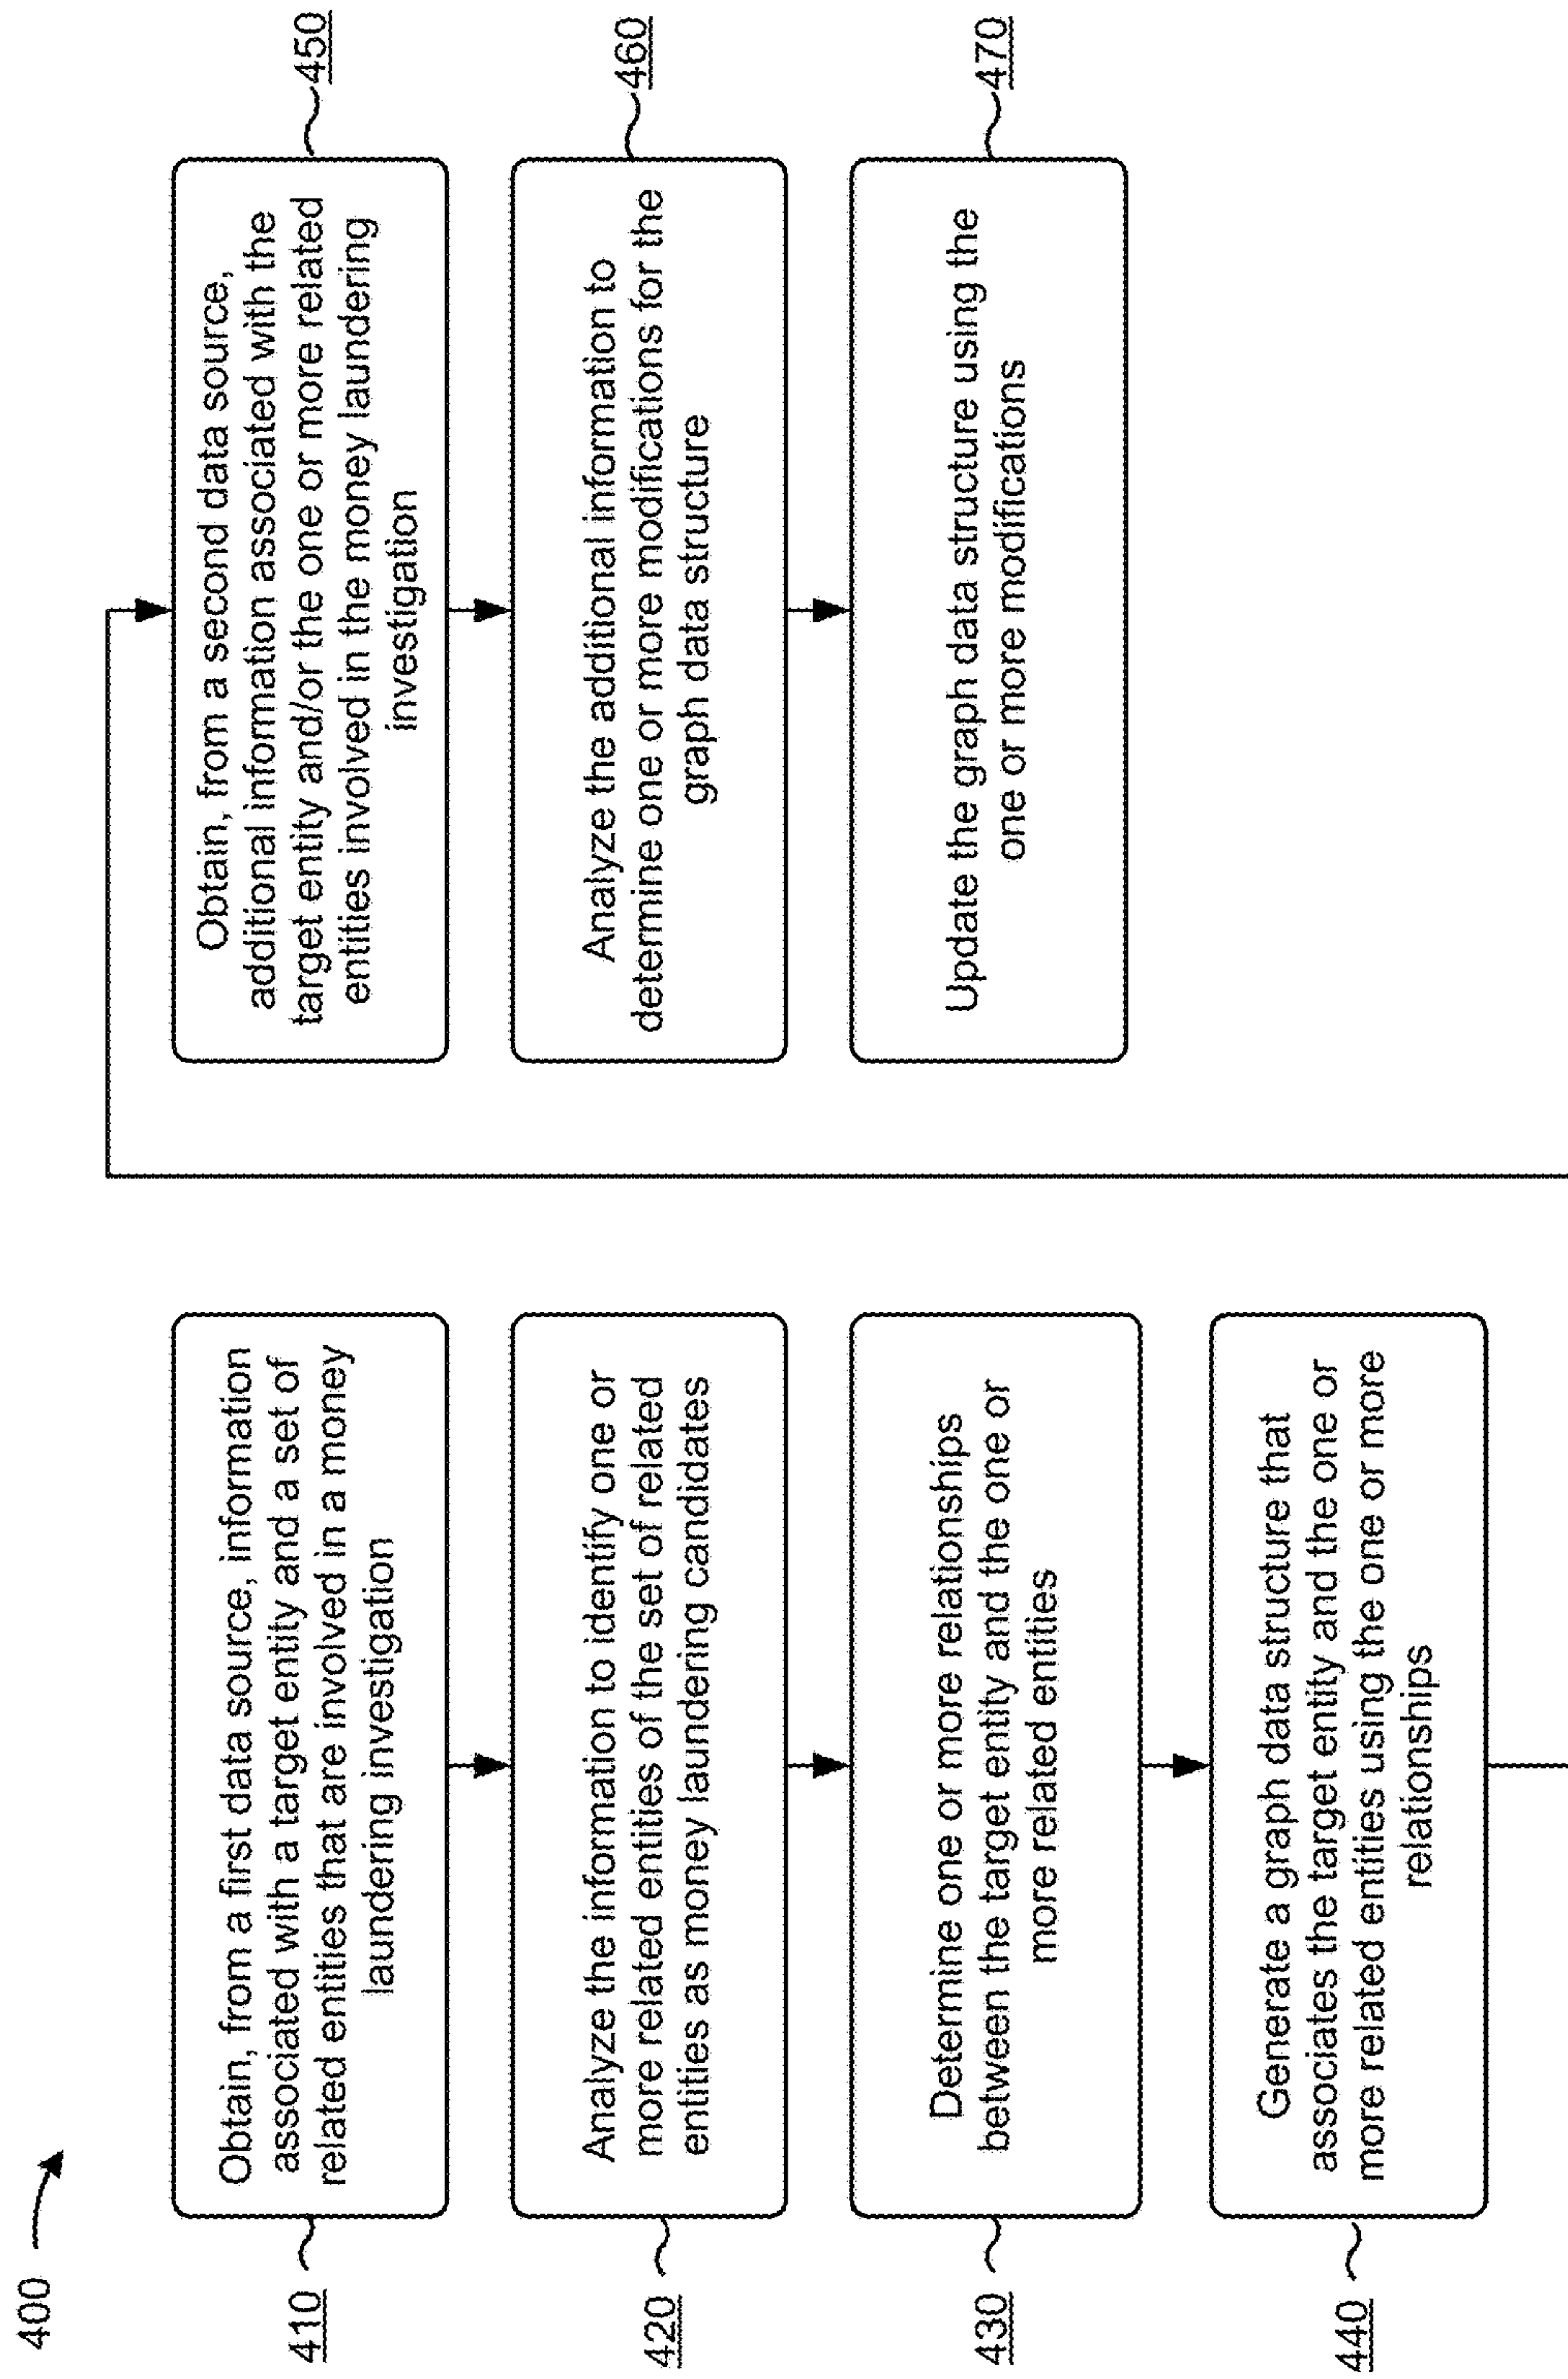 400
410
Obtain, from a first data source, information
associated with a target entity and a set of
related entities that are involved in a money
laundering investigation
420
Analyze the information to identify one or
more related entities of the set of related
entities as money laundering candidates
430
Determine one or more relationships
between the target entity and the one or
more related entities
440
Generate a graph data structure that
associates the target entity and the one or
more related entities using the one or more
relationships
450
Obtain, from a second data source,
additional information associated with the
target entity and/or the one or more related
entities involved in the money laundering
investigation
460
Analyze the additional information to
determine one or more modifications for the
graph data structure
470
Update the graph data structure using the
one or more modifications